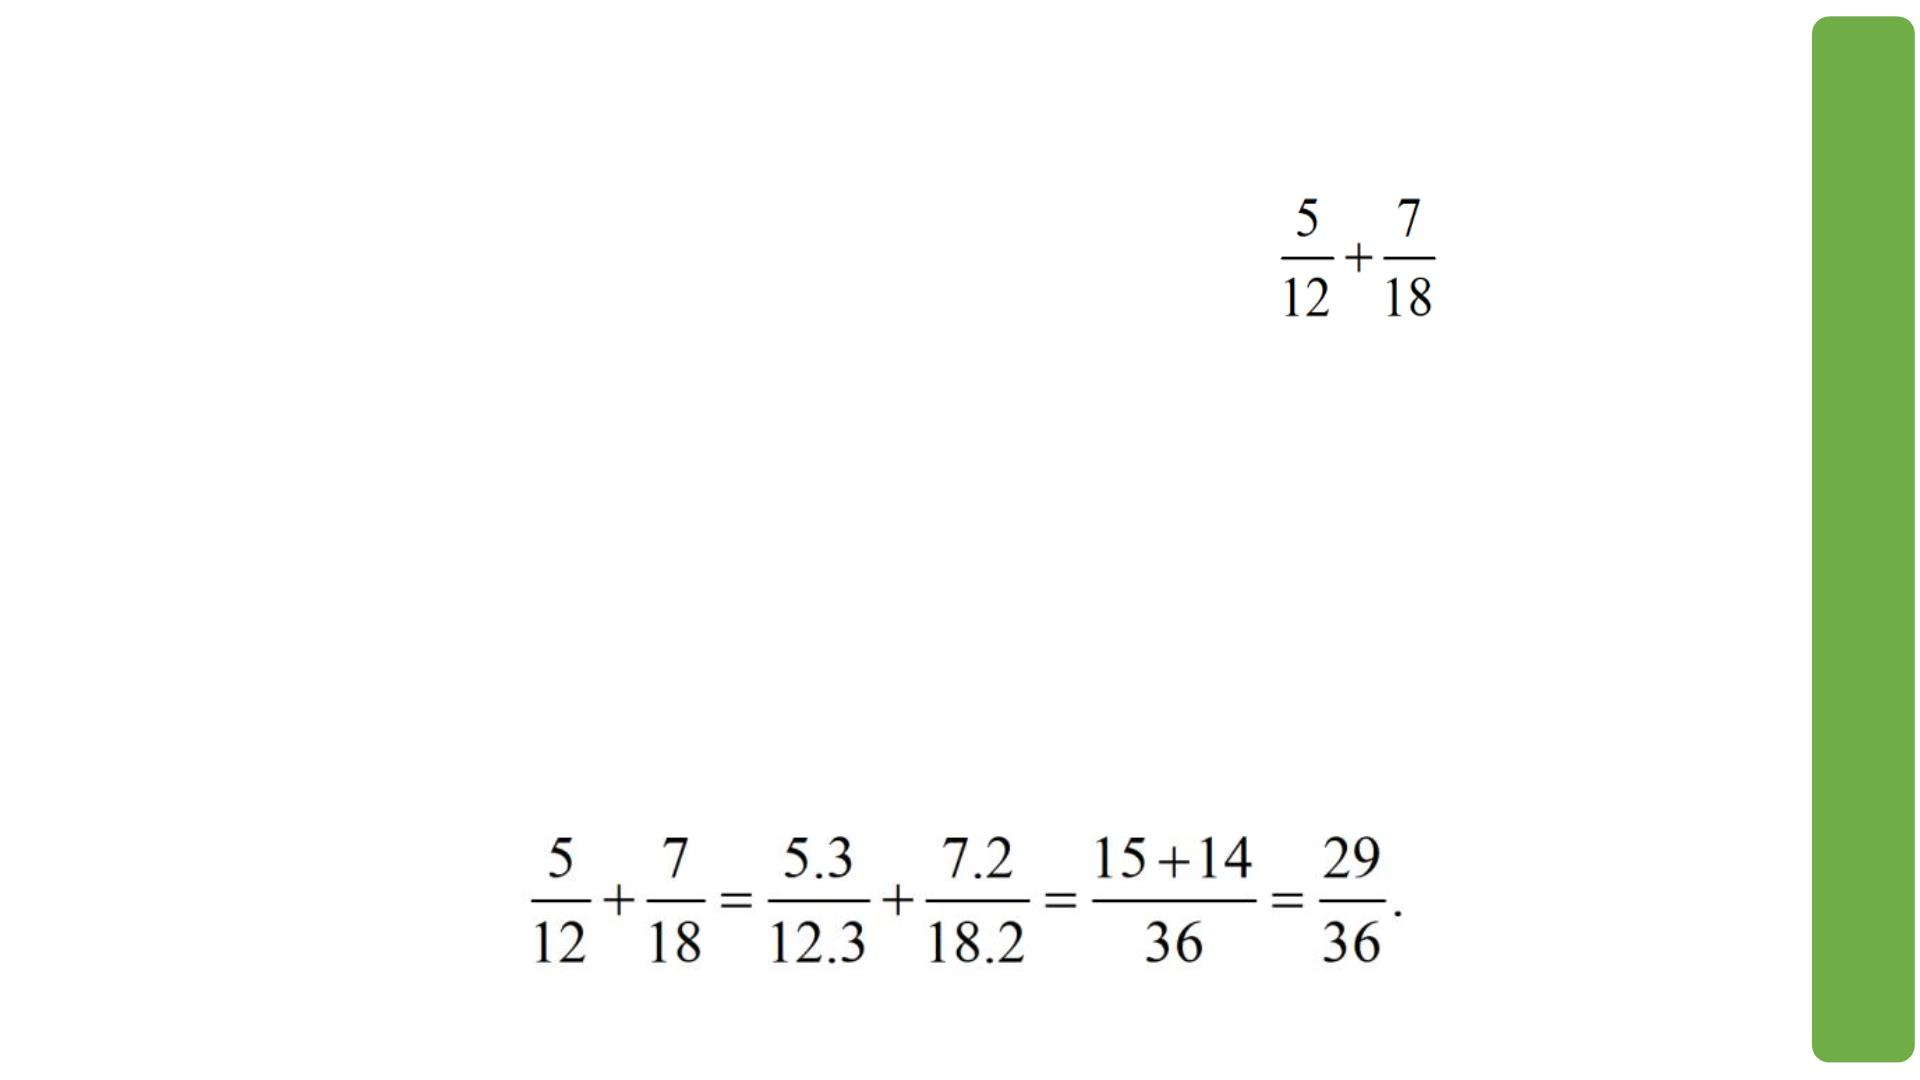 5/12 + 7/18
5/12 + 7/18 = 5.3/12.3 + 7.2/18.2 = 15+14/36 = 29/36.